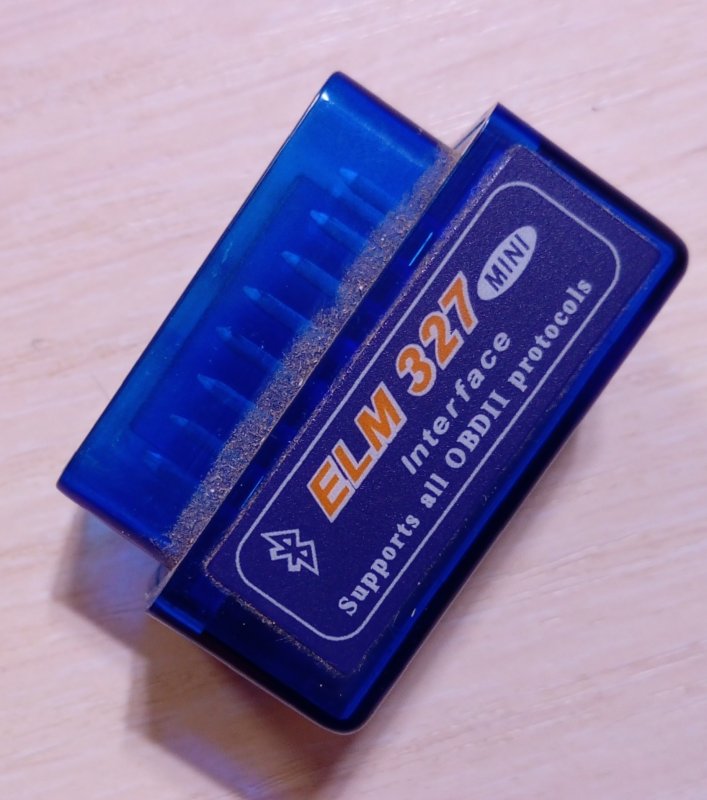 ELM 327 MINI
Interface
Supports all OBDII protocols